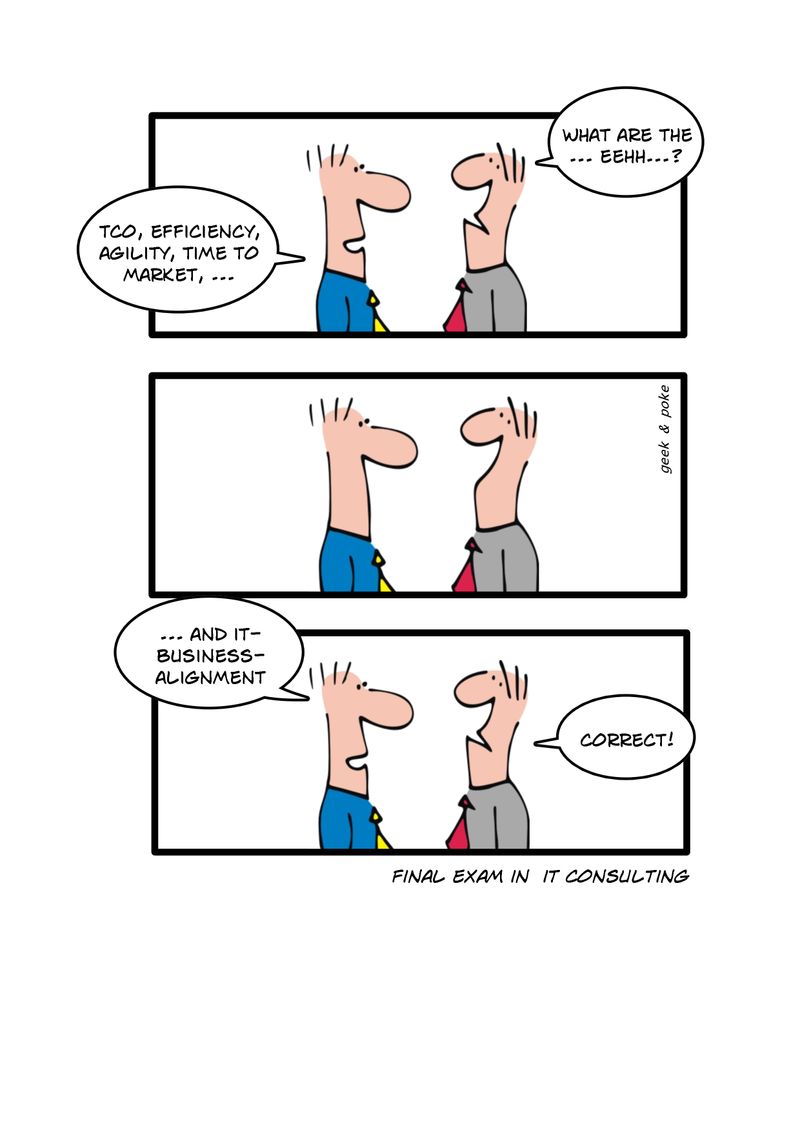 WHAT ARE THE
... EEHH...?
TCO, EFFICIENCY,
AGILITY, TIME TO
MARKET, ...
geek & poke
... AND IT-
BUSINESS-
ALIGNMENT
CORRECT!
FINAL EXAM IN IT CONSULTING